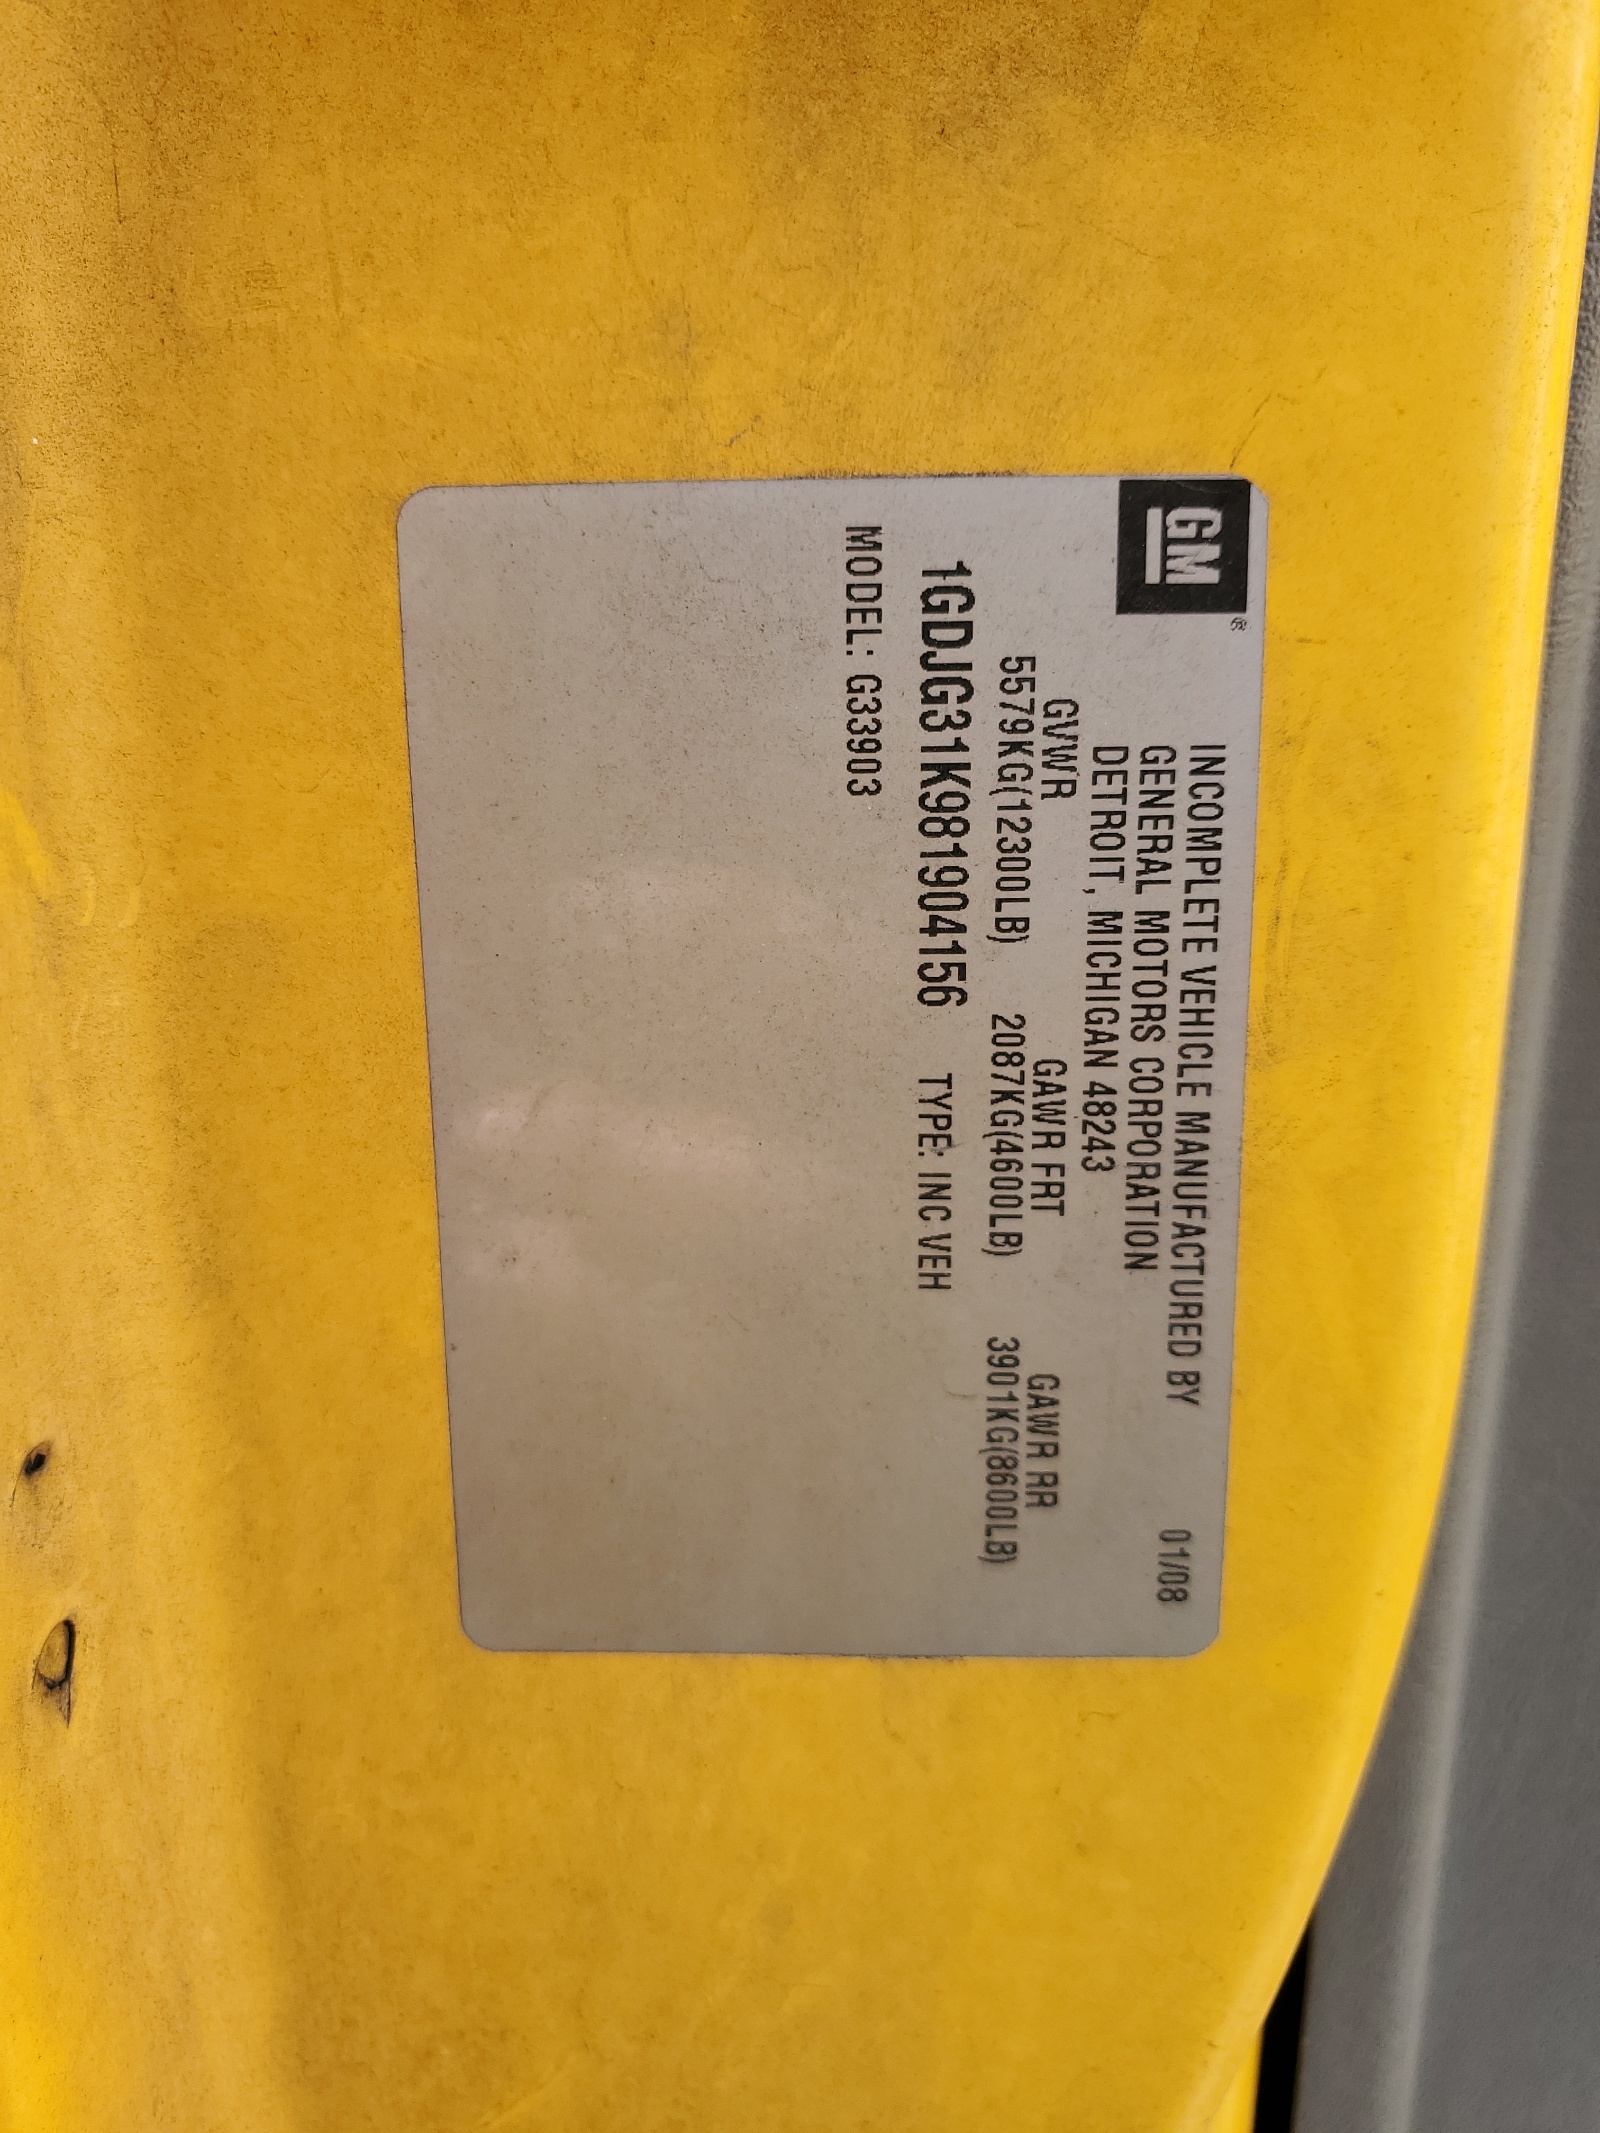 GM®
INCOMPLETE VEHICLE MANUFACTURED BY 01/08
GENERAL MOTORS CORPORATION
DETROIT, MICHIGAN 48243
GVWR GAWR FRT GAWR RR
5579KG(12300LB) 2087KG(4600LB) 3901KG(8600LB)
1GDJG31K981904156 TYPE: INC VEH
MODEL: G33903